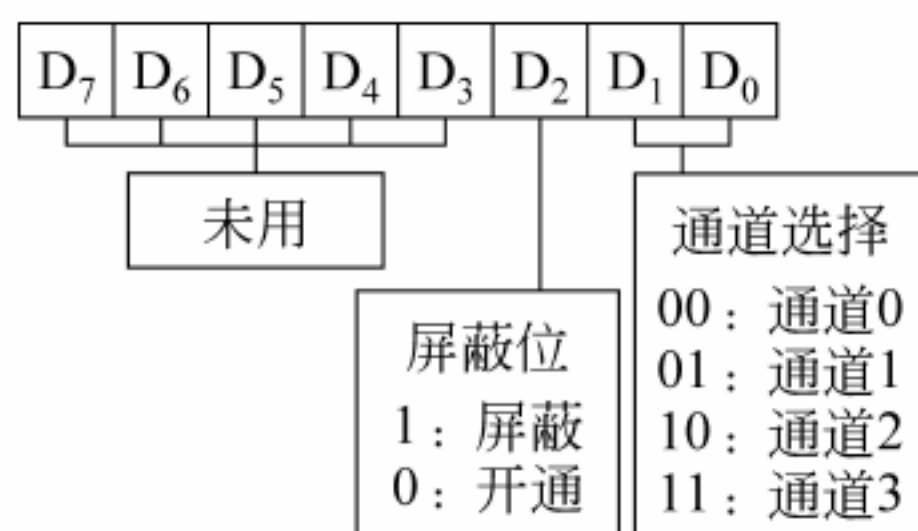 D₇ D₆ D₅ D₄ D₃ D₂ D₁ D₀
未用
屏蔽位
1：屏蔽
0：开通
通道选择
00：通道0
01：通道1
10：通道2
11：通道3